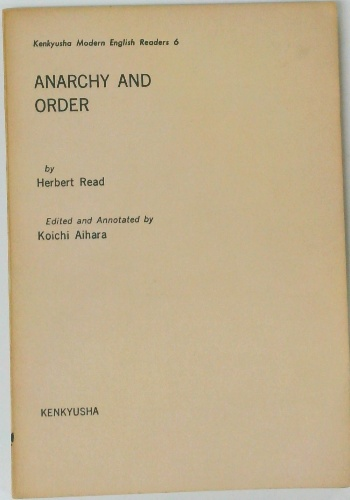 Kenkyusha Modern English Readers 6
ANARCHY AND
ORDER
by
Herbert Read
Edited and Annotated by
Koichi Aihara
KENKYUSHA